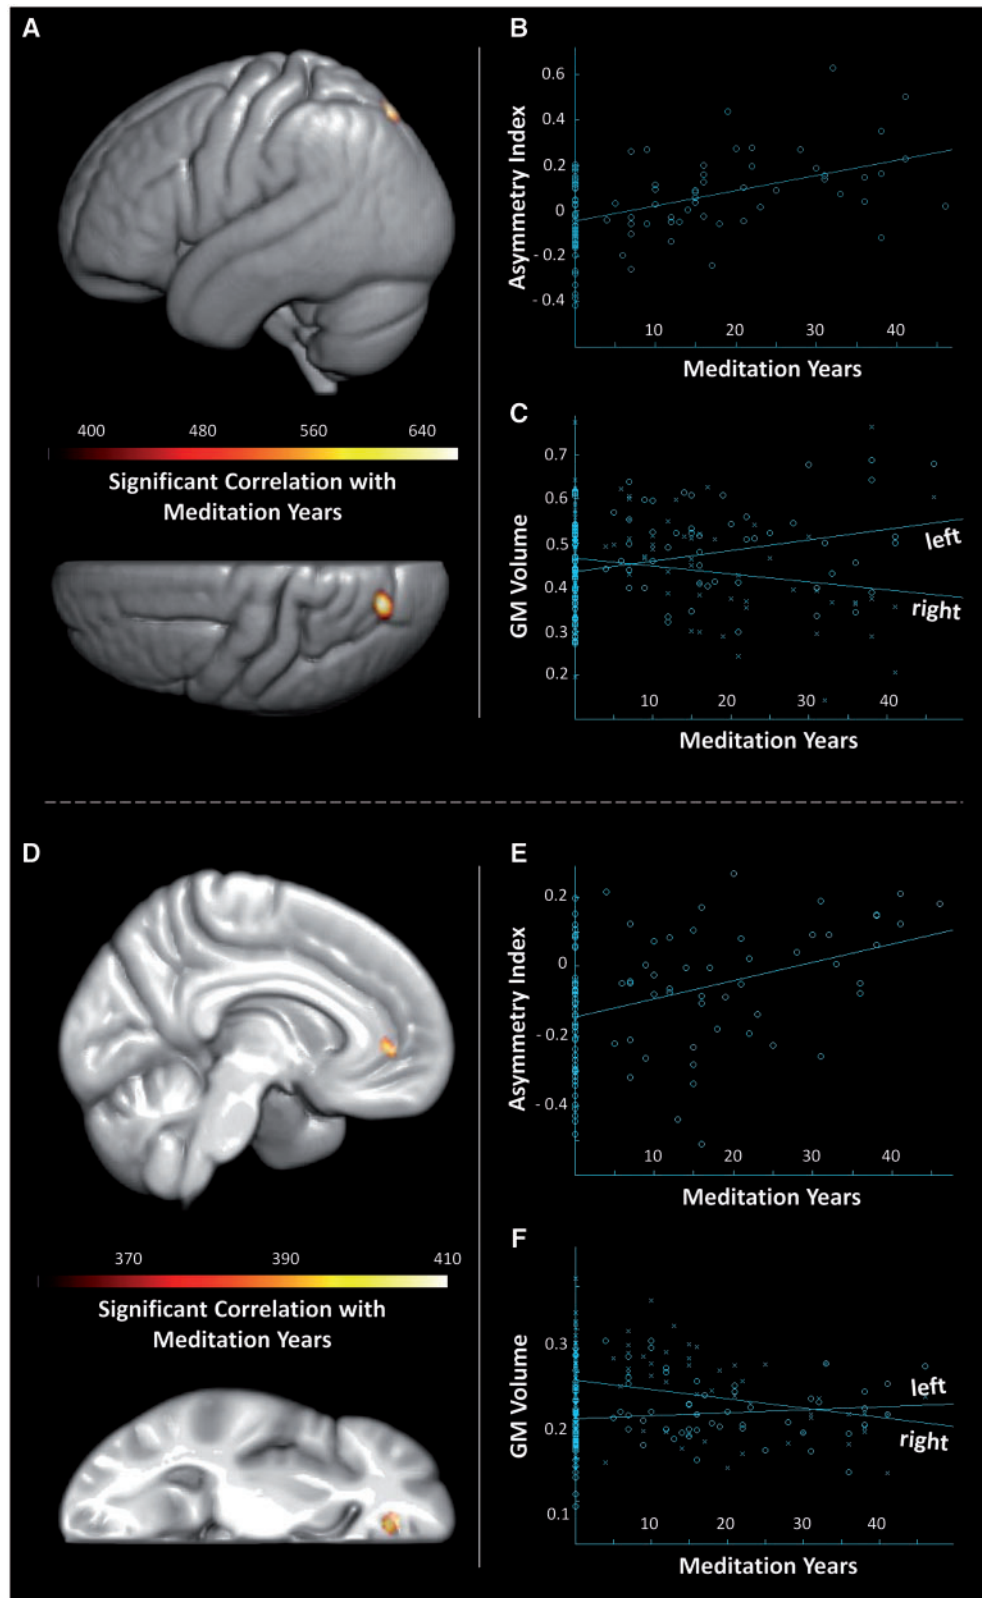 A
B
0.6
0.4
0.2
0
- 0.2
- 0.4
Asymmetry Index
10 20 30 40
Meditation Years
400 480 560 640
Significant Correlation with
Meditation Years
C
0.7
0.6
0.5
0.4
0.3
0.2
GM Volume
left
right
10 20 30 40
Meditation Years
D
E
0.2
0
- 0.2
- 0.4
Asymmetry Index
10 20 30 40
Meditation Years
370 390 410
Significant Correlation with
Meditation Years
F
0.3
0.2
0.1
GM Volume
left
right
10 20 30 40
Meditation Years